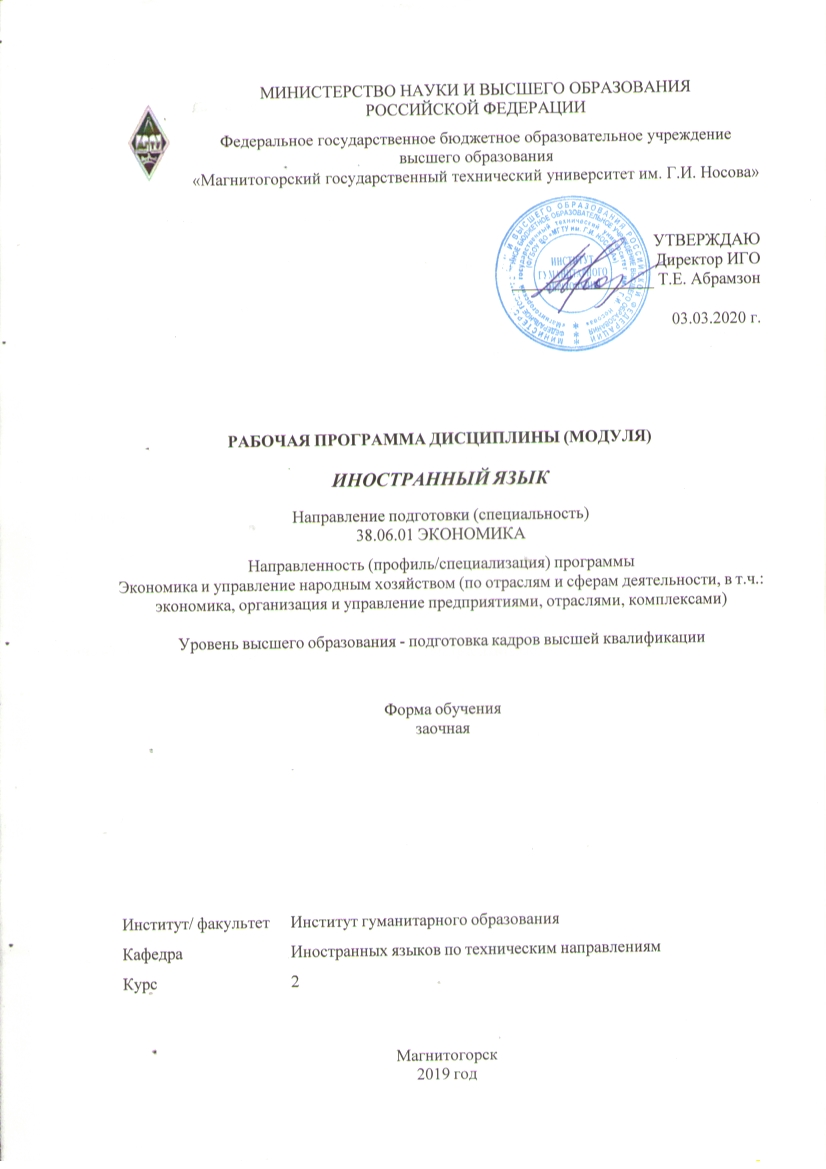 МИНИСТЕРСТВО НАУКИ И ВЫСШЕГО ОБРАЗОВАНИЯ
РОССИЙСКОЙ ФЕДЕРАЦИИ
Федеральное государственное бюджетное образовательное учреждение
высшего образования
«Магнитогорский государственный технический университет им. Г.И. Носова»
УТВЕРЖДАЮ
Директор ИГО
Т.Е. Абрамзон
ИНСТИТУТ
ГУМАНИТАРНОГО
03.03.2020 г.
РАБОЧАЯ ПРОГРАММА ДИСЦИПЛИНЫ (МОДУЛЯ)
ИНОСТРАННЫЙ ЯЗЫК
Направление подготовки (специальность)
38.06.01 ЭКОНОМИКА
Направленность (профиль/специализация) программы
Экономика и управление народным хозяйством (по отраслям и сферам деятельности, в т.ч.:
экономика, организация и управление предприятиями, отраслями, комплексами)
Уровень высшего образования - подготовка кадров высшей квалификации
Форма обучения
заочная
Институт/ факультет Институт гуманитарного образования
Кафедра Иностранных языков по техническим направлениям
Курс 2
Магнитогорск
2019 год